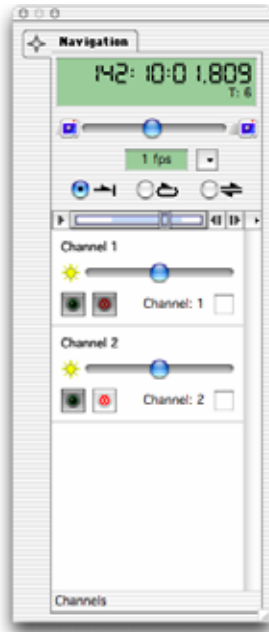 Navigation
142:10:01.809
T: 6
1 fps
Channel 1
Channel: 1
Channel 2
Channel: 2
Channels